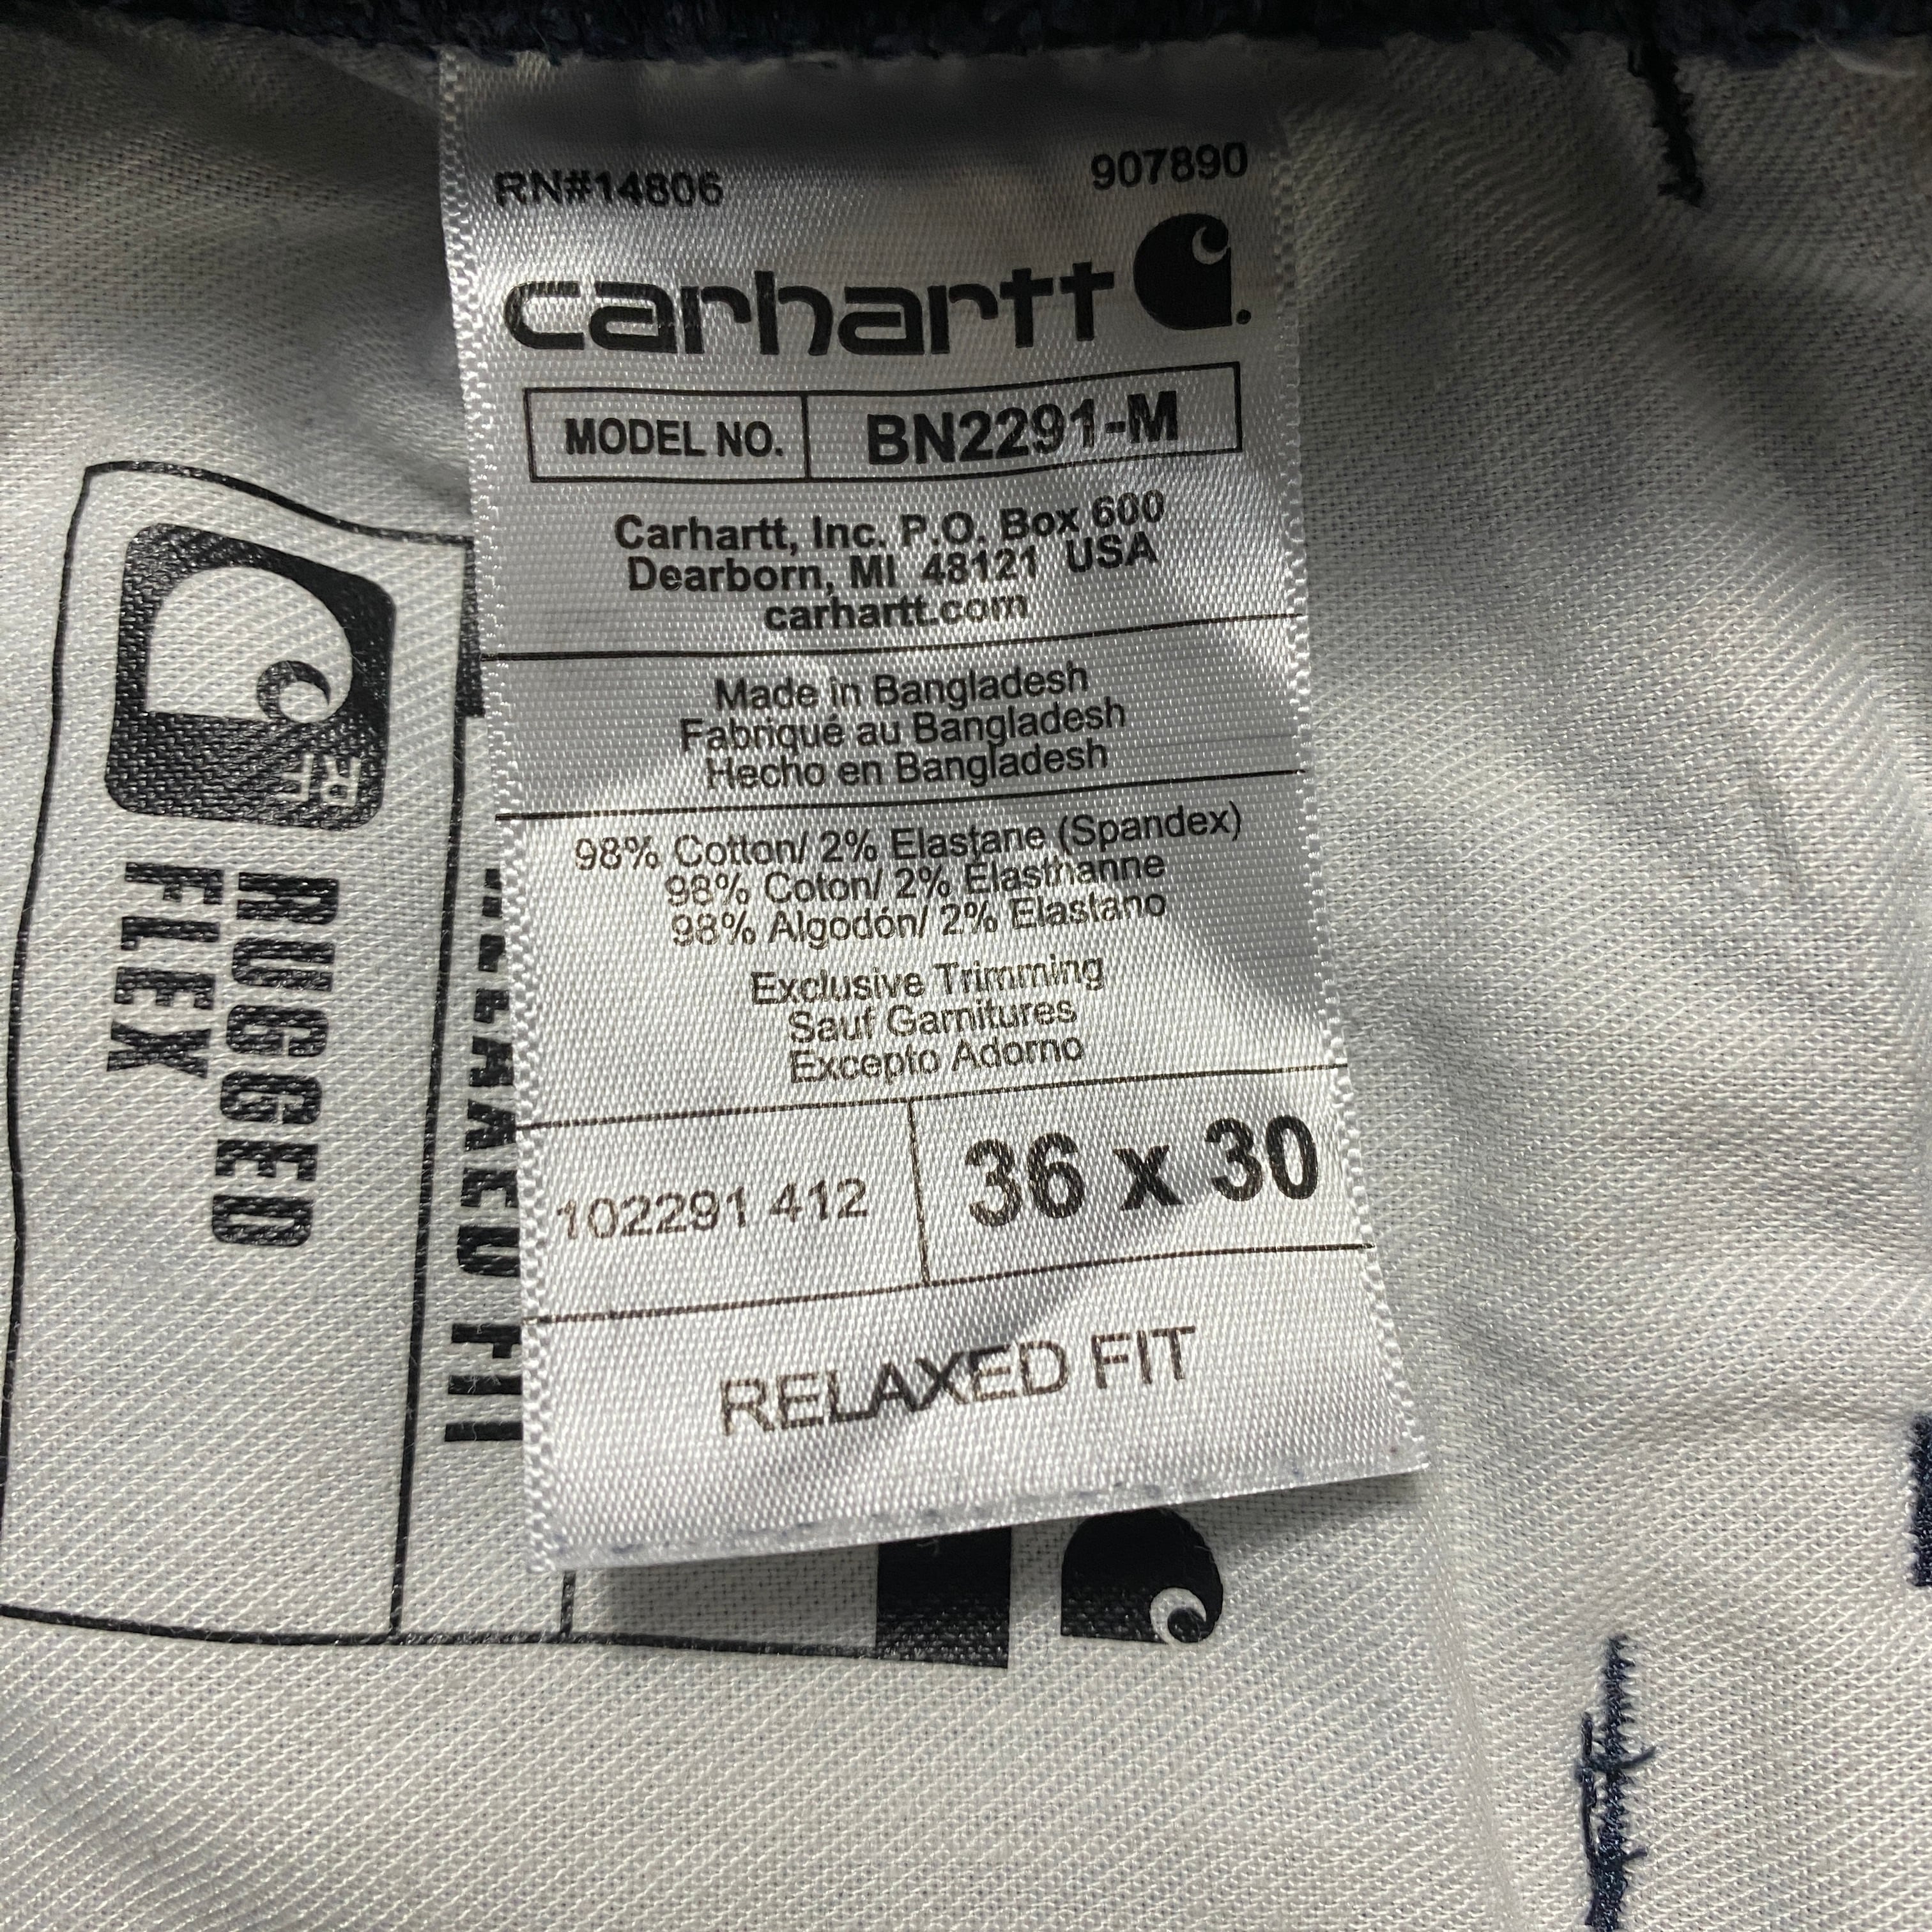 RN#14806 907890
carhartt
MODEL NO. BN2291-M
Carhartt, Inc. P.O. Box 600
Dearborn, MI 48121 USA
carhartt.com
Made in Bangladesh
Fabriqué au Bangladesh
Hecho en Bangladesh
98% Cotton/ 2% Elastane (Spandex)
98% Coton/ 2% Élasthanne
98% Algodón/ 2% Elastano
Exclusive Trimming
Sauf Garnitures
Excepto Adorno
102291 412 36 x 30
RELAXED FIT
RF
RUGGED
FLEX
RELAXED FIT